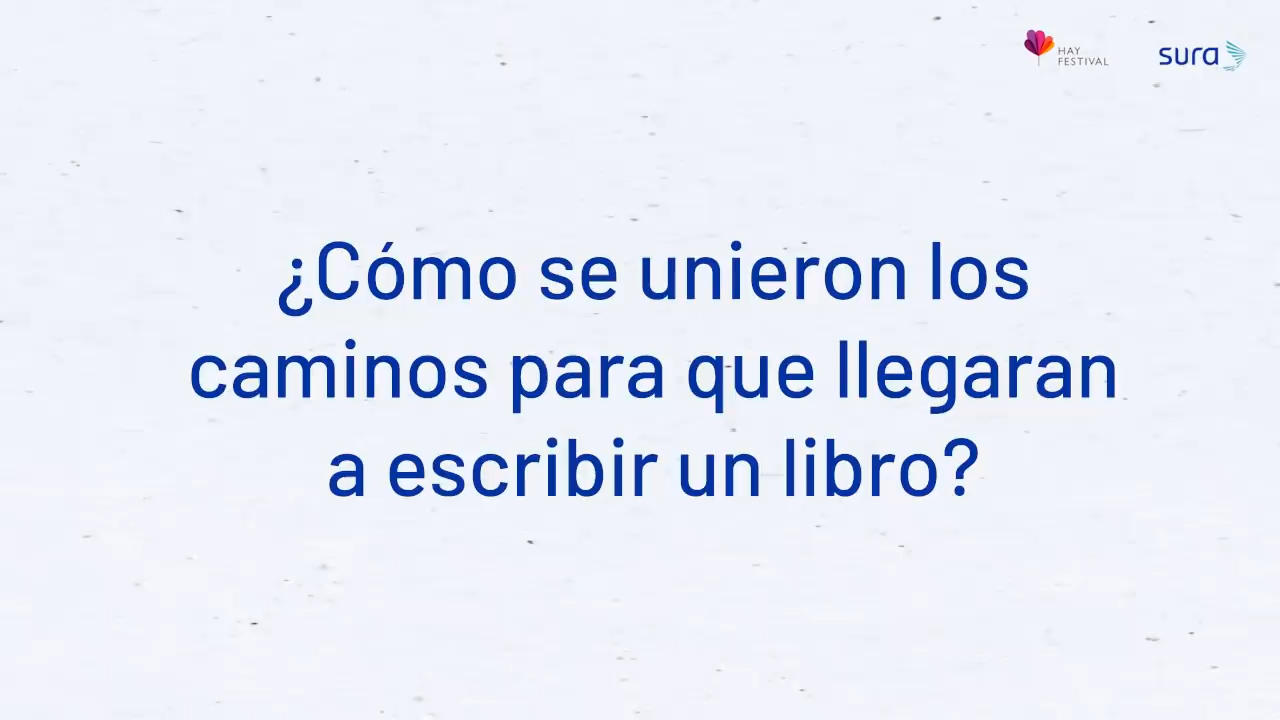 HAY
FESTIVAL
sura
¿Cómo se unieron los
caminos para que llegaran
a escribir un libro?